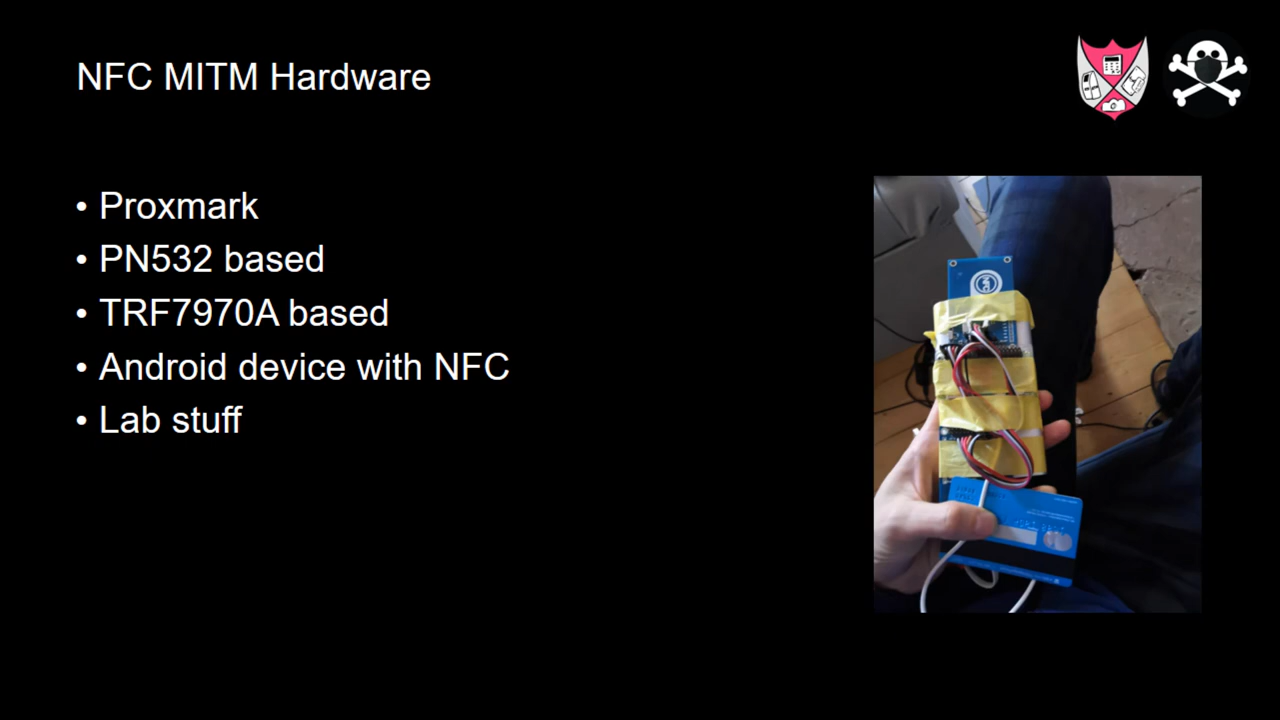 NFC MITM Hardware
• Proxmark
• PN532 based
• TRF7970A based
• Android device with NFC
• Lab stuff